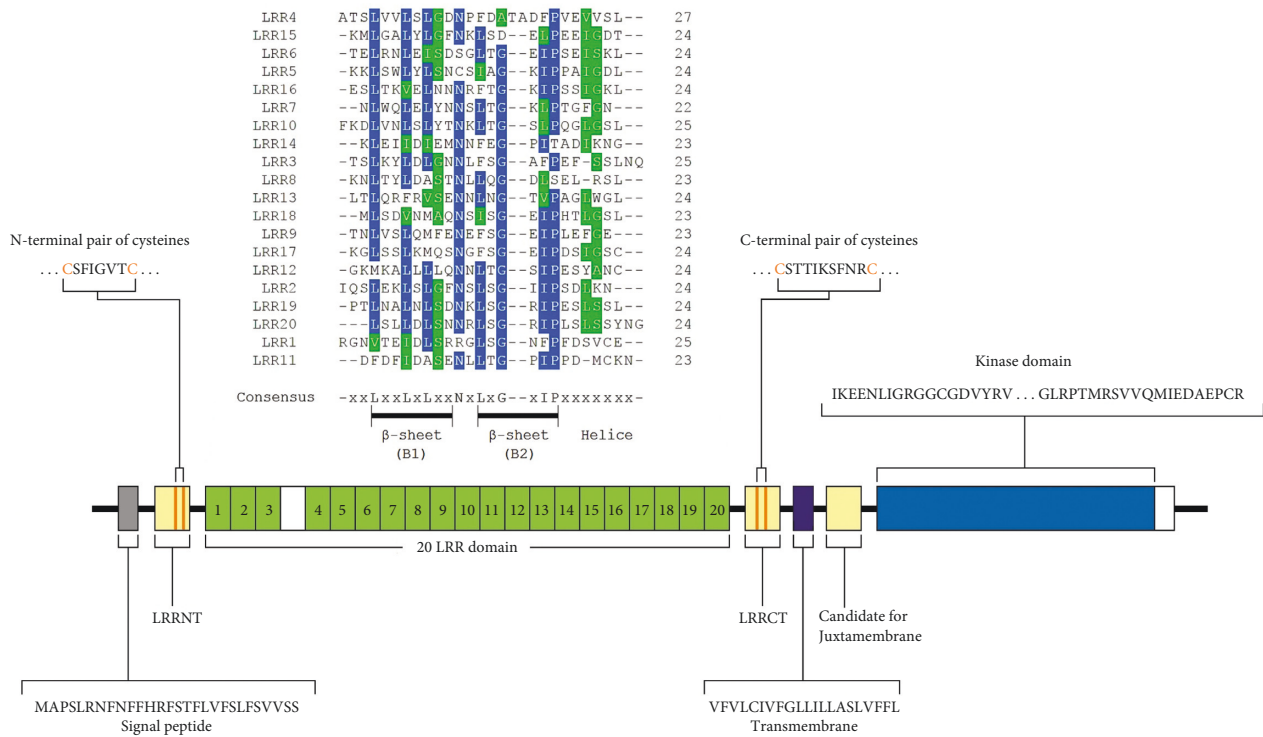 LRR4 ATSLVVLSLGDNPFDATADFPVEVVSL-- 27
LRR15 -KMLGALYLGFNKLSD--ELPEEIGDT-- 24
LRR6 -TELRNLEISDSGLTG--EIPSEISKL-- 24
LRR5 -KKLSWLYLSNCSIAG--KIPPAIGDL-- 24
LRR16 -ESLTKVELNNNRFTG--KIPSSIGKL-- 24
LRR7 --NLWQLELYNNSLTG--KLPTGFGN--- 22
LRR10 FKDLVNLSLYTNKLTG--SLPQGLGSL-- 25
LRR14 --KLEIIDIEMNNFEG--PITADIKNG-- 23
LRR3 -TSLKYLDLGNNLFSG--AFPEF-SSLNQ 25
LRR8 -KNLTYLDASTNLLQG--DLSEL-RSL-- 23
LRR13 -LTLQRFRVSENNLNG--TVPAGLWGL-- 24
LRR18 --MLSDVNMAQNSISG--EIPHTLGSL-- 23
LRR9 -TNLVSLQMFENEFSG--EIPLEFGE--- 23
LRR17 -KGLSSLKMQSNGFSG--EIPDSIGSC-- 24
LRR12 -GKMKALLLLQNNLTG--SIPESYANC-- 24
LRR2 IQSLEKLSLGFNSLSG--IIPSDLKN--- 24
LRR19 -PTLNALNLSDNKLSG--RIPESLSSL-- 24
LRR20 ---LSLLDLSNNRLSG--RIPLSLSSYNG 24
LRR1 RGNVTEIDLSRRGLSG--NFPFDSVCE-- 25
LRR11 --DFDFIDASENLLTG--PIPPD-MCKN- 23
Consensus -xxLxxLxLxxNxLxG--xIPxxxxxxxx-
β-sheet
(B1)
β-sheet
(B2)
Helice
N-terminal pair of cysteines
... CSFIGVTC ...
C-terminal pair of cysteines
... CSTTIKSFNRC ...
Kinase domain
IKEENLIGRGGCGDVYRV ... GLRPTMRSVVQMIEDAEPCR
1 2 3 4 5 6 7 8 9 10 11 12 13 14 15 16 17 18 19 20
20 LRR domain
LRRNT
LRRCT
Candidate for
Juxtamembrane
MAPSLRNFNFFHRFSTFLVFSLFSVVSS
Signal peptide
VFVLCIVFGLLILLASLVFFL
Transmembrane